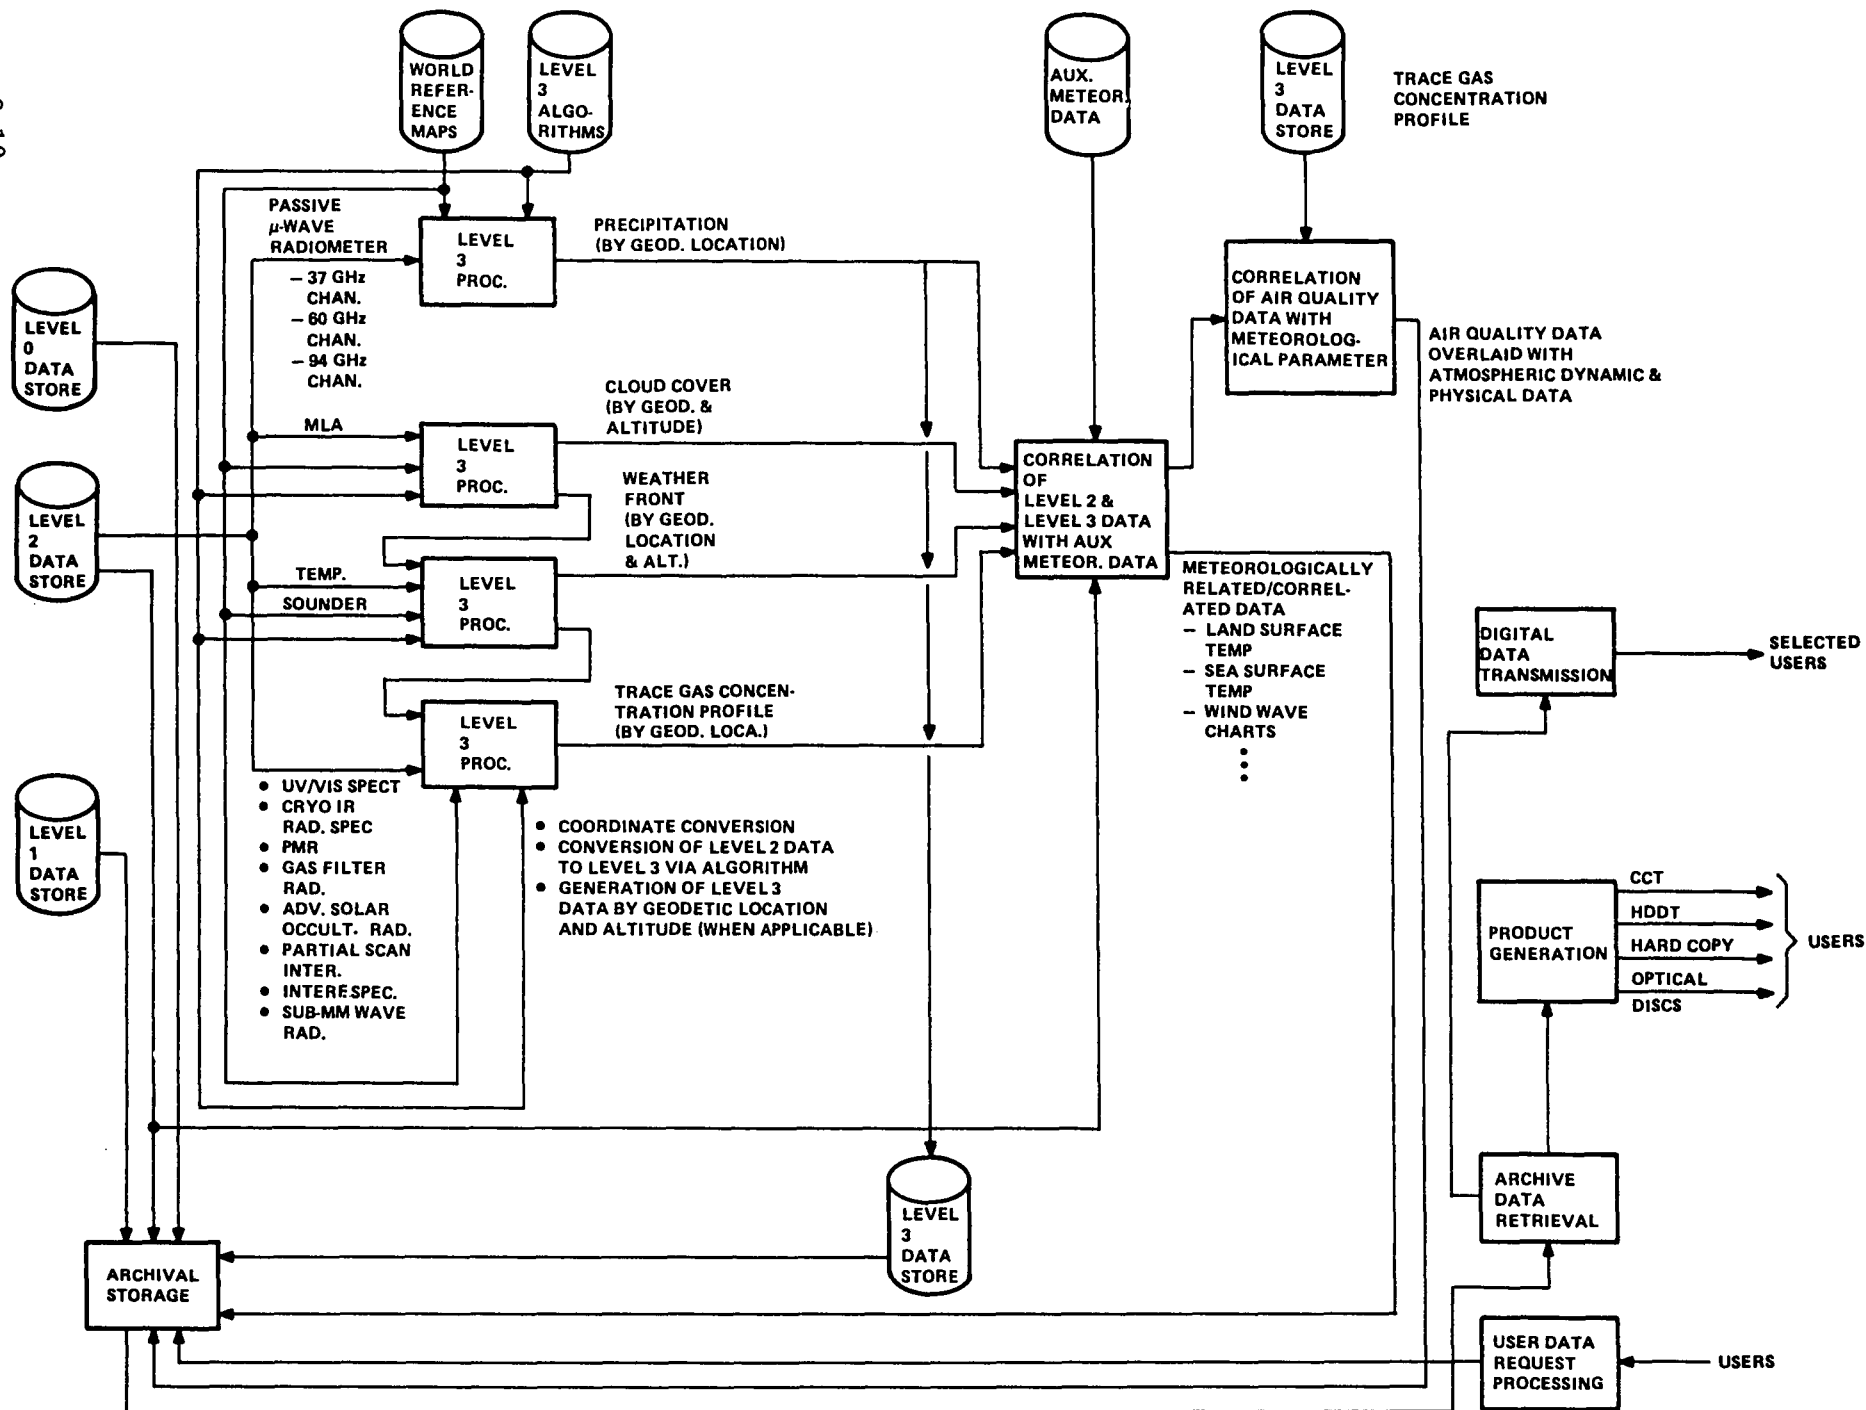 WORLD
REFER-
ENCE
MAPS
LEVEL
3
ALGO-
RITHMS
AUX.
METEOR.
DATA
LEVEL
3
DATA
STORE
TRACE GAS
CONCENTRATION
PROFILE
PASSIVE
μ-WAVE
RADIOMETER
– 37 GHz
CHAN.
– 60 GHz
CHAN.
– 94 GHz
CHAN.
LEVEL
3
PROC.
PRECIPITATION
(BY GEOD. LOCATION)
CORRELATION
OF AIR QUALITY
DATA WITH
METEOROLOG-
ICAL PARAMETER
AIR QUALITY DATA
OVERLAID WITH
ATMOSPHERIC DYNAMIC &
PHYSICAL DATA
LEVEL
0
DATA
STORE
MLA
LEVEL
3
PROC.
CLOUD COVER
(BY GEOD. &
ALTITUDE)
WEATHER
FRONT
(BY GEOD.
LOCATION
& ALT.)
CORRELATION
OF
LEVEL 2 &
LEVEL 3 DATA
WITH AUX
METEOR. DATA
LEVEL
2
DATA
STORE
TEMP.
SOUNDER
LEVEL
3
PROC.
METEOROLOGICALLY
RELATED/CORREL-
ATED DATA
– LAND SURFACE
TEMP
– SEA SURFACE
TEMP
– WIND WAVE
CHARTS
DIGITAL
DATA
TRANSMISSION
SELECTED
USERS
LEVEL
3
PROC.
TRACE GAS CONCEN-
TRATION PROFILE
(BY GEOD. LOCA.)
LEVEL
1
DATA
STORE
● UV/VIS SPECT
● CRYO IR
RAD. SPEC
● PMR
● GAS FILTER
RAD.
● ADV. SOLAR
OCCULT. RAD.
● PARTIAL SCAN
INTER.
● INTERF.SPEC.
● SUB-MM WAVE
RAD.
● COORDINATE CONVERSION
● CONVERSION OF LEVEL 2 DATA
TO LEVEL 3 VIA ALGORITHM
● GENERATION OF LEVEL 3
DATA BY GEODETIC LOCATION
AND ALTITUDE (WHEN APPLICABLE)
PRODUCT
GENERATION
CCT
HDDT
HARD COPY
OPTICAL
DISCS
USERS
ARCHIVE
DATA
RETRIEVAL
LEVEL
3
DATA
STORE
ARCHIVAL
STORAGE
USER DATA
REQUEST
PROCESSING
USERS